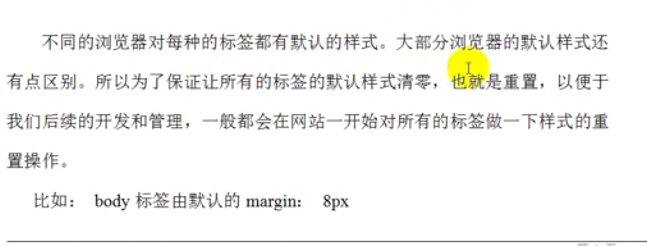 不同的浏览器对每种的标签都有默认的样式。大部分浏览器的默认样式还
有点区别。所以为了保证让所有的标签的默认样式清零，也就是重置，以便于
我们后续的开发和管理，一般都会在网站一开始对所有的标签做一下样式的重
置操作。
比如： body 标签由默认的 margin： 8px